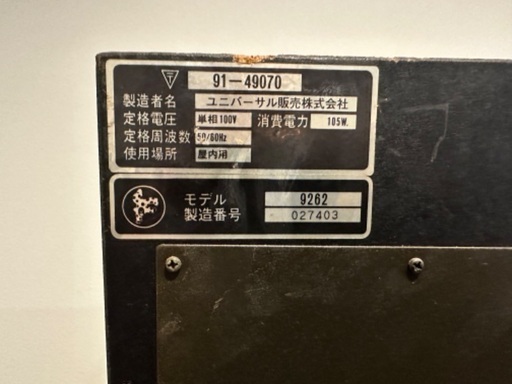 〒 91-49070
製造者名 ユニバーサル販売株式会社
定格電圧 単相100V 消費電力 105W.
定格周波数 50/60Hz
使用場所 屋内用
モデル 9262
製造番号 027403